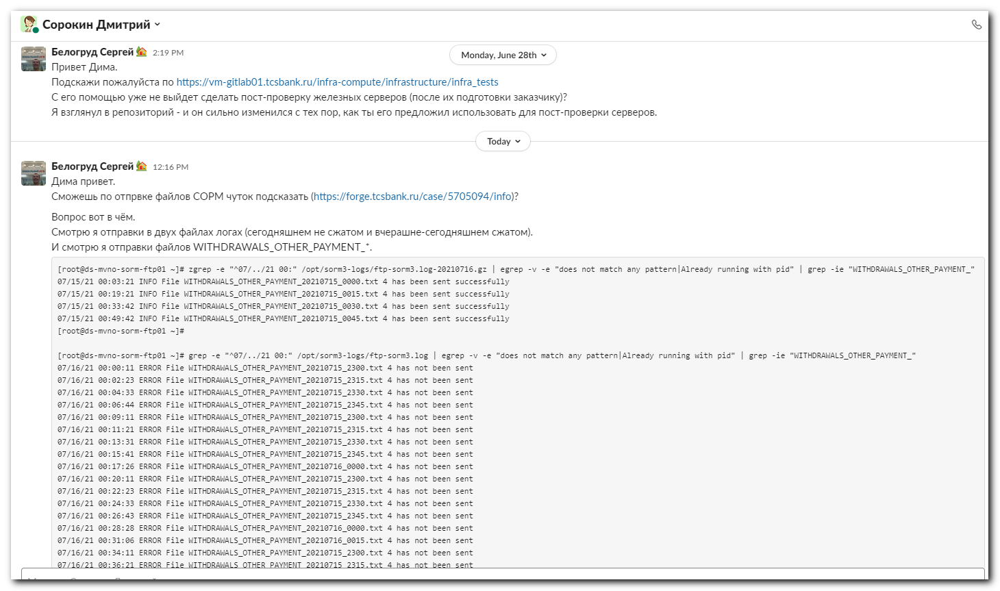 Сорокин Дмитрий
Белогруд Сергей 2:19 PM
Monday, June 28th
Привет Дима.
Подскажи пожалуйста по https://vm-gitlab01.tcsbank.ru/infra-compute/infrastructure/infra_tests
С его помощью уже не выйдет сделать пост-проверку железных серверов (после их подготовки заказчику)?
Я взглянул в репозиторий - и он сильно изменился с тех пор, как ты его предложил использовать для пост-проверки серверов.
Today
Белогруд Сергей 12:16 PM
Дима привет.
Сможешь по отпрвке файлов СОРМ чуток подсказать (https://forge.tcsbank.ru/case/5705094/info)?
Вопрос вот в чём.
Смотрю я отправки в двух файлах логах (сегодняшнем не сжатом и вчерашне-сегодняшнем сжатом).
И смотрю я отправки файлов WITHDRAWALS_OTHER_PAYMENT_*.
[root@ds-mvno-sorm-ftp01 ~]# zgrep -e "^07/../21 00:" /opt/sorm3-logs/ftp-sorm3.log-20210716.gz | egrep -v -e "does not match any pattern|Already running with pid" | grep -ie "WITHDRAWALS_OTHER_PAYMENT_"
07/15/21 00:03:21 INFO File WITHDRAWALS_OTHER_PAYMENT_20210715_0000.txt 4 has been sent successfully
07/15/21 00:19:21 INFO File WITHDRAWALS_OTHER_PAYMENT_20210715_0015.txt 4 has been sent successfully
07/15/21 00:33:42 INFO File WITHDRAWALS_OTHER_PAYMENT_20210715_0030.txt 4 has been sent successfully
07/15/21 00:49:42 INFO File WITHDRAWALS_OTHER_PAYMENT_20210715_0045.txt 4 has been sent successfully
[root@ds-mvno-sorm-ftp01 ~]#
[root@ds-mvno-sorm-ftp01 ~]# grep -e "^07/../21 00:" /opt/sorm3-logs/ftp-sorm3.log | egrep -v -e "does not match any pattern|Already running with pid" | grep -ie "WITHDRAWALS_OTHER_PAYMENT_"
07/16/21 00:00:11 ERROR File WITHDRAWALS_OTHER_PAYMENT_20210715_2300.txt 4 has not been sent
07/16/21 00:02:23 ERROR File WITHDRAWALS_OTHER_PAYMENT_20210715_2315.txt 4 has not been sent
07/16/21 00:04:33 ERROR File WITHDRAWALS_OTHER_PAYMENT_20210715_2330.txt 4 has not been sent
07/16/21 00:06:44 ERROR File WITHDRAWALS_OTHER_PAYMENT_20210715_2345.txt 4 has not been sent
07/16/21 00:09:11 ERROR File WITHDRAWALS_OTHER_PAYMENT_20210715_2300.txt 4 has not been sent
07/16/21 00:11:21 ERROR File WITHDRAWALS_OTHER_PAYMENT_20210715_2315.txt 4 has not been sent
07/16/21 00:13:31 ERROR File WITHDRAWALS_OTHER_PAYMENT_20210715_2330.txt 4 has not been sent
07/16/21 00:15:41 ERROR File WITHDRAWALS_OTHER_PAYMENT_20210715_2345.txt 4 has not been sent
07/16/21 00:17:26 ERROR File WITHDRAWALS_OTHER_PAYMENT_20210716_0000.txt 4 has not been sent
07/16/21 00:20:11 ERROR File WITHDRAWALS_OTHER_PAYMENT_20210715_2300.txt 4 has not been sent
07/16/21 00:22:23 ERROR File WITHDRAWALS_OTHER_PAYMENT_20210715_2315.txt 4 has not been sent
07/16/21 00:24:33 ERROR File WITHDRAWALS_OTHER_PAYMENT_20210715_2330.txt 4 has not been sent
07/16/21 00:26:43 ERROR File WITHDRAWALS_OTHER_PAYMENT_20210715_2345.txt 4 has not been sent
07/16/21 00:28:28 ERROR File WITHDRAWALS_OTHER_PAYMENT_20210716_0000.txt 4 has not been sent
07/16/21 00:31:06 ERROR File WITHDRAWALS_OTHER_PAYMENT_20210716_0015.txt 4 has not been sent
07/16/21 00:34:11 ERROR File WITHDRAWALS_OTHER_PAYMENT_20210715_2300.txt 4 has not been sent
07/16/21 00:36:21 ERROR File WITHDRAWALS_OTHER_PAYMENT_20210715_2315.txt 4 has not been sent